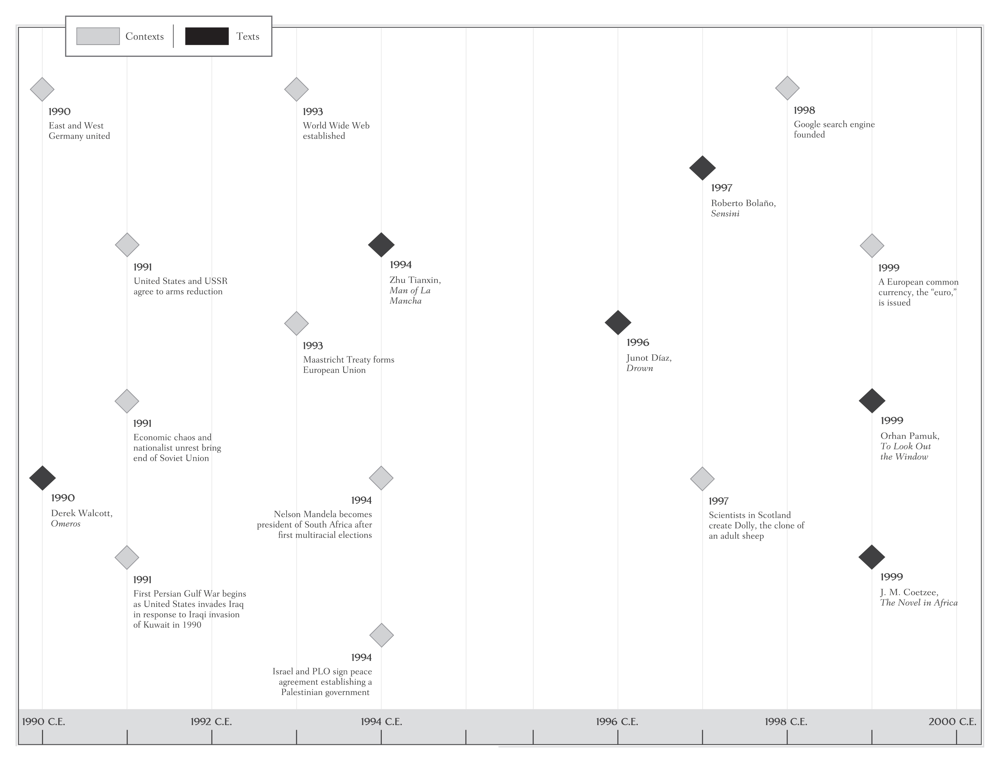 Contexts
Texts
1990
East and West
Germany united
1993
World Wide Web
established
1998
Google search engine
founded
1997
Roberto Bolaño,
Sensini
1991
United States and USSR
agree to arms reduction
1994
Zhu Tianxin,
Man of La
Mancha
1999
A European common
currency, the “euro,”
is issued
1993
Maastricht Treaty forms
European Union
1996
Junot Díaz,
Drown
1991
Economic chaos and
nationalist unrest bring
end of Soviet Union
1999
Orhan Pamuk,
To Look Out
the Window
1990
Derek Walcott,
Omeros
1994
Nelson Mandela becomes
president of South Africa after
first multiracial elections
1997
Scientists in Scotland
create Dolly, the clone of
an adult sheep
1991
First Persian Gulf War begins
as United States invades Iraq
in response to Iraqi invasion
of Kuwait in 1990
1999
J. M. Coetzee,
The Novel in Africa
1994
Israel and PLO sign peace
agreement establishing a
Palestinian government
1990 C.E.
1992 C.E.
1994 C.E.
1996 C.E.
1998 C.E.
2000 C.E.